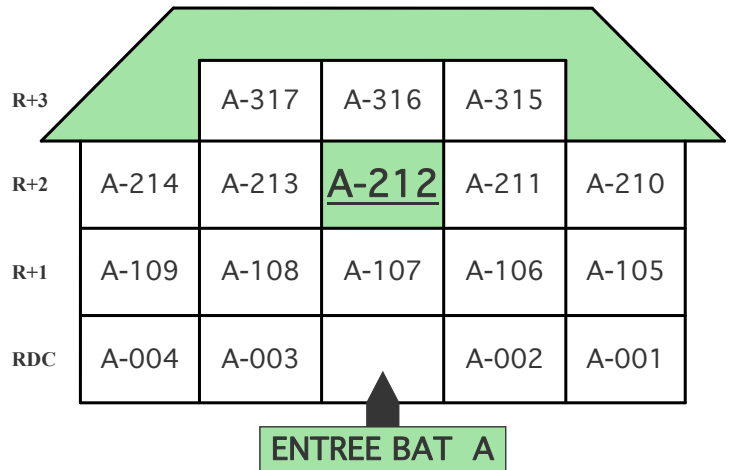 R+3 A-317 A-316 A-315
R+2 A-214 A-213 A-212 A-211 A-210
R+1 A-109 A-108 A-107 A-106 A-105
RDC A-004 A-003 A-002 A-001
ENTREE BAT A